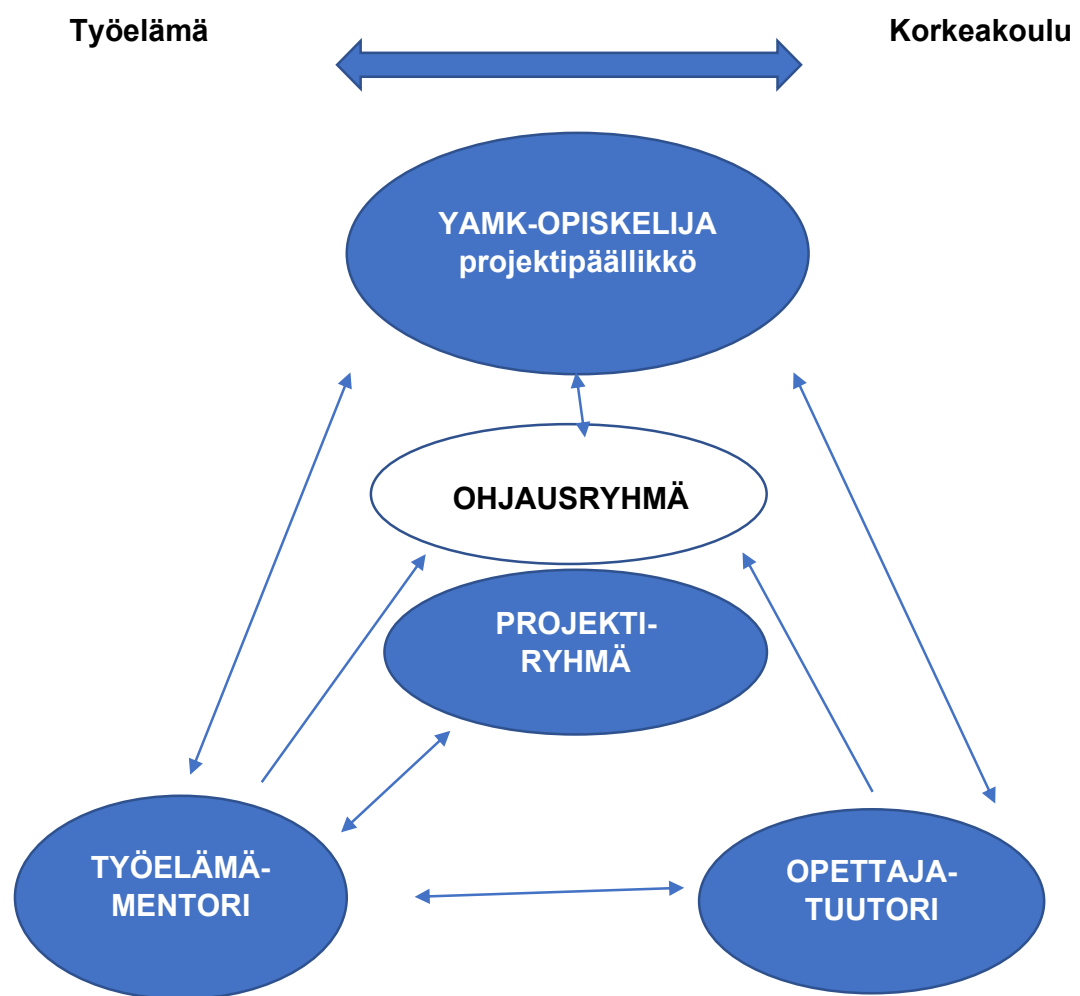 Työelämä
Korkeakoulu
YAMK-OPISKELIJA
projektipäällikkö
OHJAUSRYHMÄ
PROJEKTI-
RYHMÄ
TYÖELÄMÄ-
MENTORI
OPETTAJA-
TUUTORI